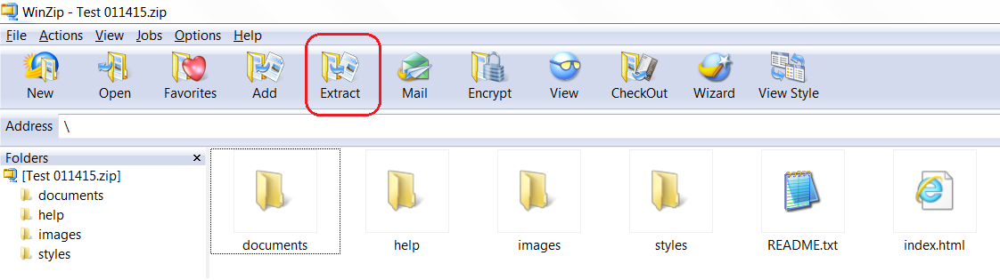 WinZip - Test 011415.zip
File Actions View Jobs Options Help
New Open Favorites Add Extract Mail Encrypt View CheckOut Wizard View Style
Address \
Folders ×
[Test 011415.zip]
documents
help
images
styles
documents help images styles README.txt index.html